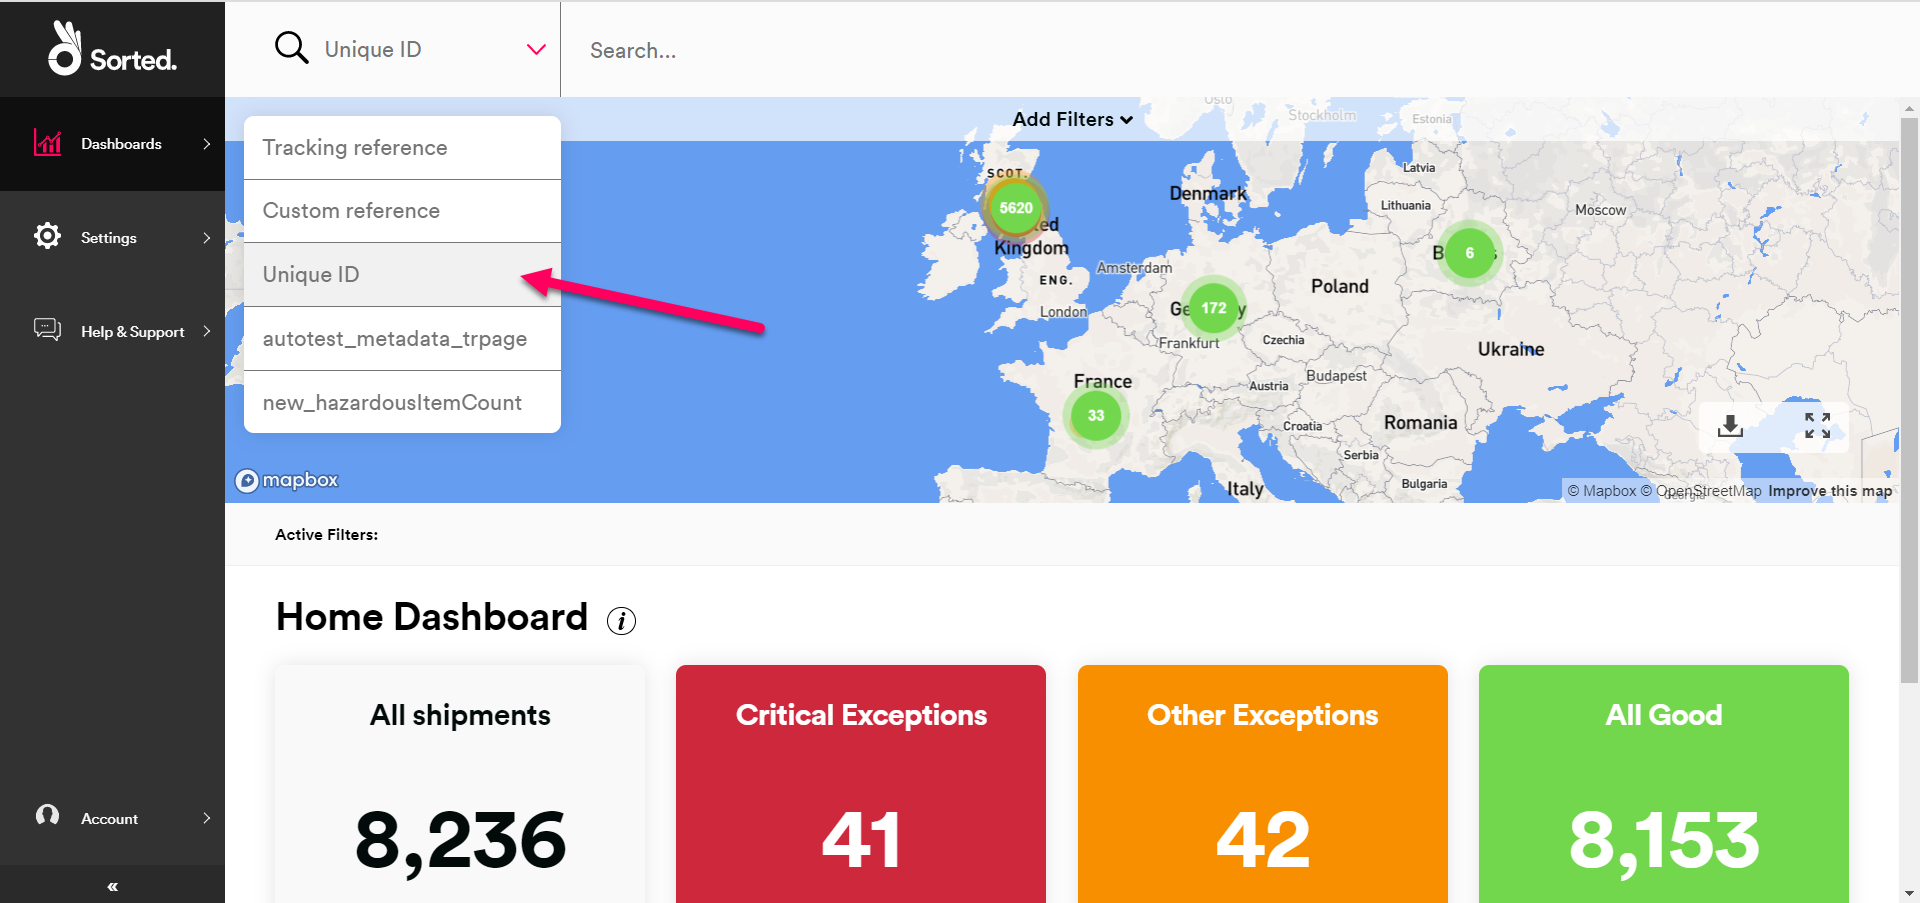 Sorted.
Unique ID
Search...
Dashboards
Settings
Help & Support
Account
«
Tracking reference
Custom reference
Unique ID
autotest_metadata_trpage
new_hazardousItemCount
Add Filters
Oslo
Stockholm
Estonia
SCOT.
Latvia
Denmark
Lithuania
Moscow
5620
Kingdom
6
Amsterdam
ENG.
Poland
London
172
Frankfurt
Czechia
Ukraine
France
Budapest
Austria
33
Croatia
Romania
Serbia
Bulgaria
Italy
mapbox
© Mapbox © OpenStreetMap Improve this map
Georgia
Active Filters:
Home Dashboard i
All shipments
8,236
Critical Exceptions
41
Other Exceptions
42
All Good
8,153